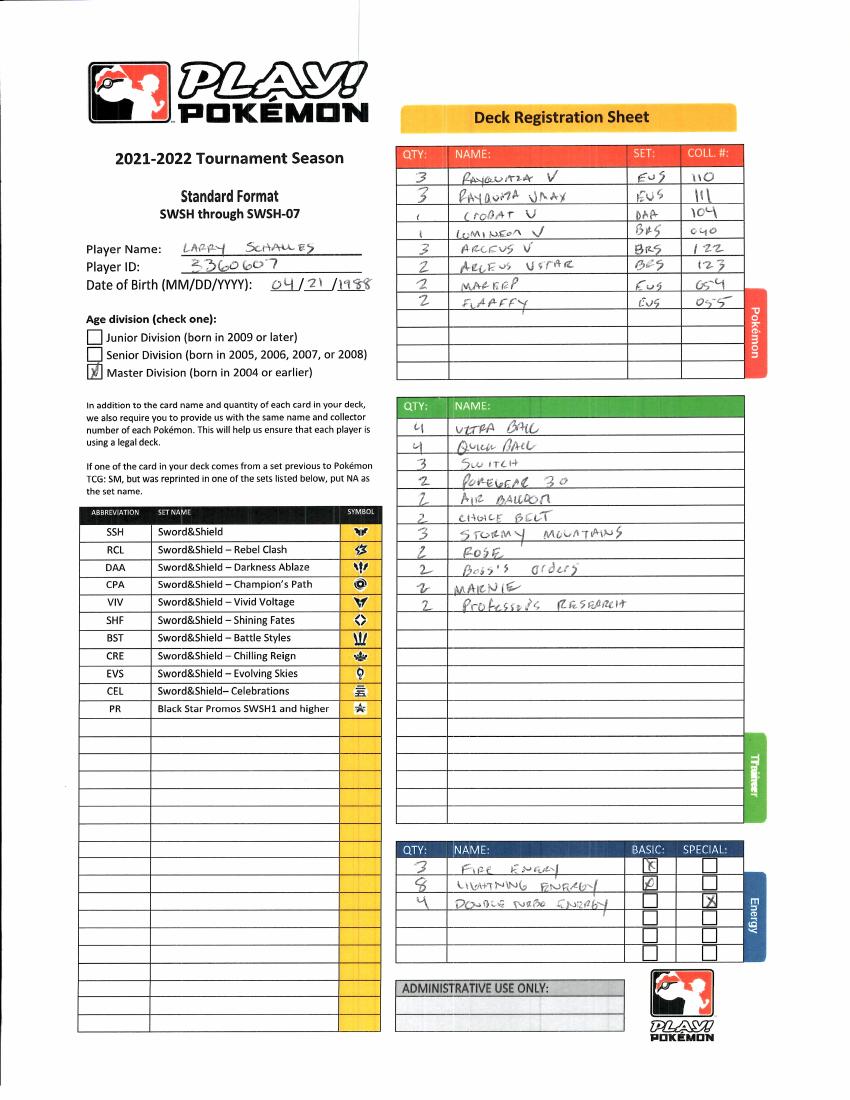 PLAY!
POKÉMON
2021-2022 Tournament Season
Standard Format
SWSH through SWSH-07
Player Name: LARRY SCHALLES
Player ID: 3360607
Date of Birth (MM/DD/YYYY): 04/21/1988
Age division (check one):
Junior Division (born in 2009 or later)
Senior Division (born in 2005, 2006, 2007, or 2008)
Master Division (born in 2004 or earlier)
In addition to the card name and quantity of each card in your deck,
we also require you to provide us with the same name and collector
number of each Pokémon. This will help us ensure that each player is
using a legal deck.
If one of the card in your deck comes from a set previous to Pokémon
TCG: SM, but was reprinted in one of the sets listed below, put NA as
the set name.
ABBREVIATION SET NAME SYMBOL
SSH Sword&Shield
RCL Sword&Shield – Rebel Clash
DAA Sword&Shield – Darkness Ablaze
CPA Sword&Shield – Champion's Path
VIV Sword&Shield – Vivid Voltage
SHF Sword&Shield – Shining Fates
BST Sword&Shield – Battle Styles
CRE Sword&Shield – Chilling Reign
EVS Sword&Shield – Evolving Skies
CEL Sword&Shield– Celebrations
PR Black Star Promos SWSH1 and higher
Deck Registration Sheet
QTY: NAME: SET: COLL. #:
3 RAYQUAZA V EVS 110
3 RAYQUAZA VMAX EVS 111
1 CROBAT V DAA 104
1 LUMINEON V BRS 040
3 ARCEUS V BRS 122
2 ARCEUS VSTAR BRS 123
2 MAREEP EVS 054
2 FLAAFFY EVS 055
Pokémon
QTY: NAME:
4 ULTRA BALL
4 QUICK BALL
3 SWITCH
2 POKEGEAR 30
2 AIR BALLOON
2 CHOICE BELT
3 STORMY MOUNTAINS
2 ROSE
2 BOSS'S orders
2 MARNIE
2 Professor's RESEARCH
Trainer
QTY: NAME: BASIC: SPECIAL:
3 FIRE ENERGY X
8 LIGHTNING ENERGY X
4 DOUBLE TURBO ENERGY X
Energy
ADMINISTRATIVE USE ONLY:
PLAY!
POKÉMON